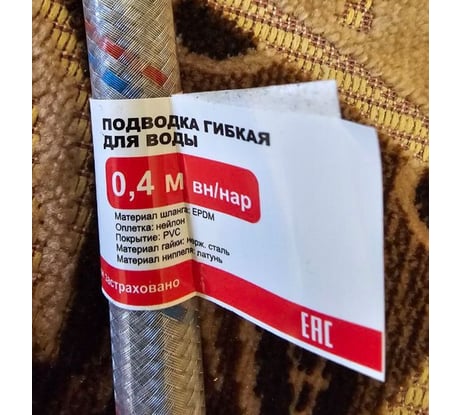 ПОДВОДКА ГИБКАЯ
ДЛЯ ВОДЫ
0,4 м вн/нар
Материал шланга: EPDM
Оплетка: нейлон
Покрытие: PVC
Материал гайки: нерж. сталь
Материал ниппеля: латунь
застраховано
EAC